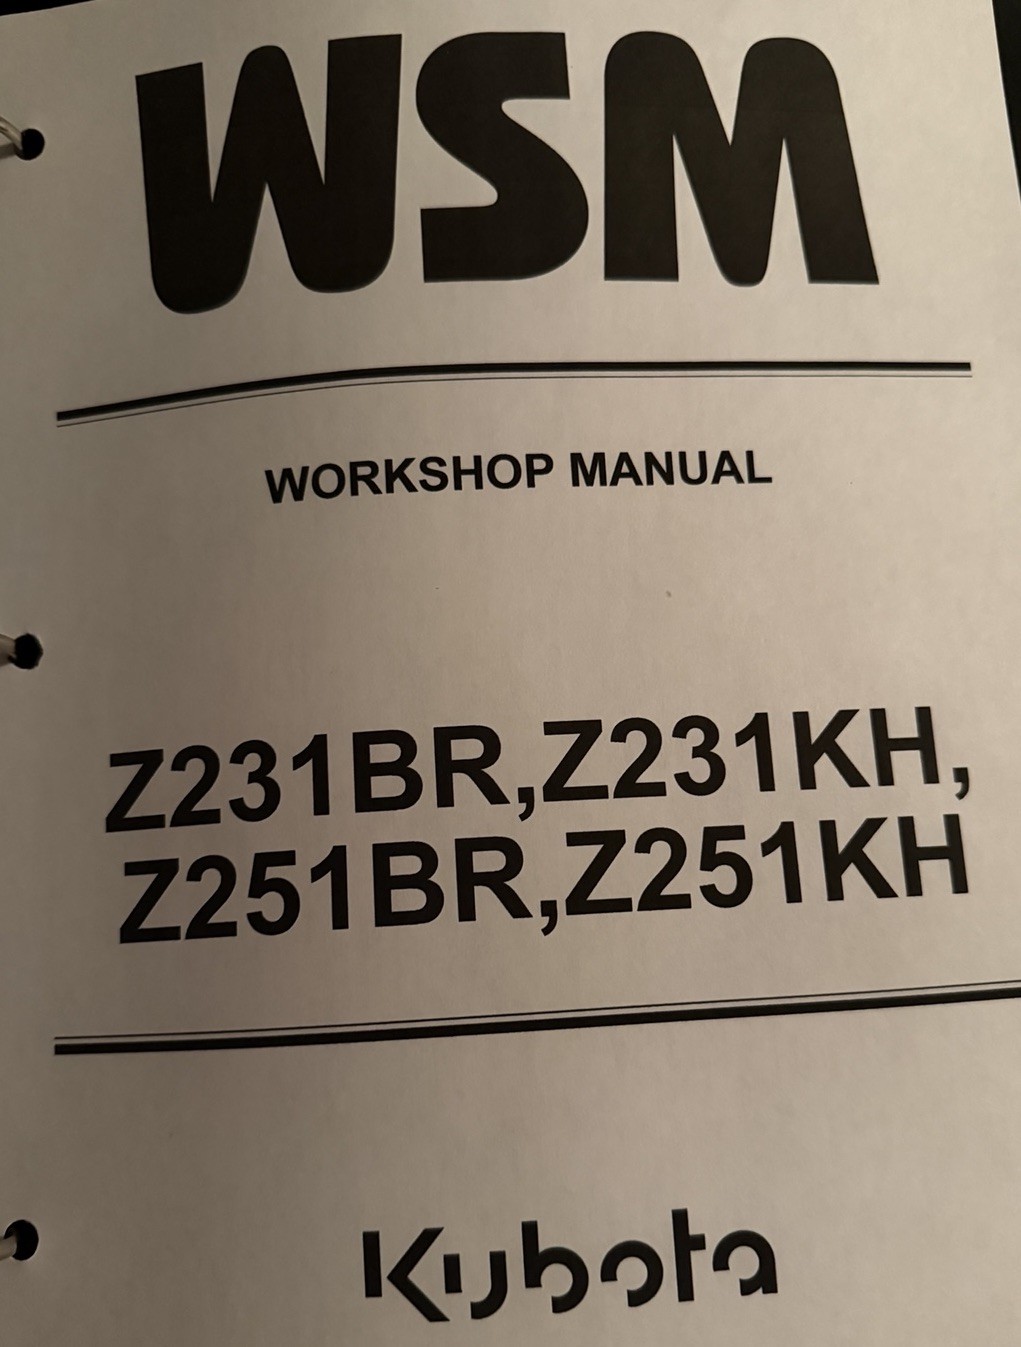 WSM
WORKSHOP MANUAL
Z231BR,Z231KH,
Z251BR,Z251KH
Kubota